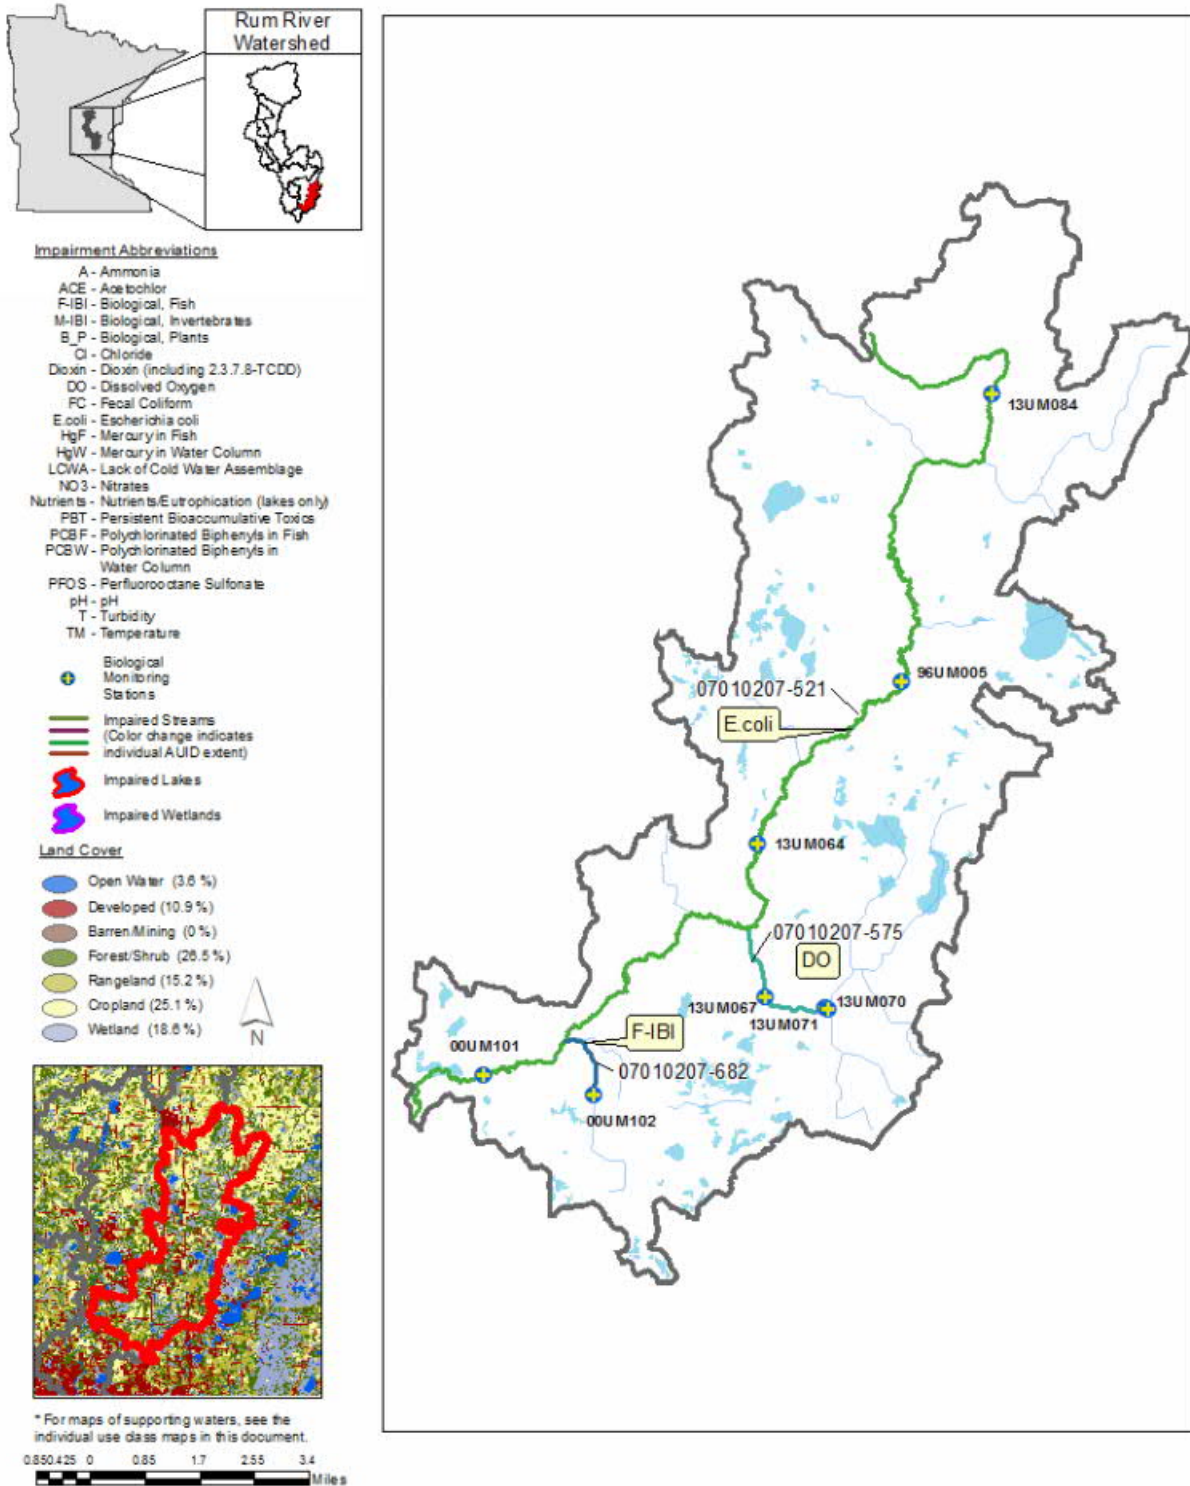 Rum River
Watershed
Impairment Abbreviations
A - Ammonia
ACE - Acetochlor
F-IBI - Biological, Fish
M-IBI - Biological, Invertebrates
B_P - Biological, Plants
Cl - Chloride
Dioxin - Dioxin (including 2.3.7.8-TCDD)
DO - Dissolved Oxygen
FC - Fecal Coliform
E.coli - Escherichia coli
HgF - Mercury in Fish
HgW - Mercury in Water Column
LCWA - Lack of Cold Water Assemblage
NO3 - Nitrates
Nutrients - Nutrients/Eutrophication (lakes only)
PBT - Persistent Bioaccumulative Toxics
PCBF - Polychlorinated Biphenyls in Fish
PCBW - Polychlorinated Biphenyls in
Water Column
PFOS - Perfluorooctane Sulfonate
pH - pH
T - Turbidity
TM - Temperature
Biological
Monitoring
Stations
Impaired Streams
(Color change indicates
individual AUID extent)
Impaired Lakes
Impaired Wetlands
Land Cover
Open Water (3.6 %)
Developed (10.9 %)
Barren/Mining (0 %)
Forest/Shrub (26.5 %)
Rangeland (15.2 %)
Cropland (25.1 %)
Wetland (18.6 %)
N
* For maps of supporting waters, see the
individual use class maps in this document.
0.850.425 0 0.85 1.7 2.55 3.4
Miles
13UM084
96UM005
07010207-521
E.coli
13UM064
07010207-575
DO
13UM067
13UM070
13UM071
F-IBI
00UM101
07010207-682
00UM102